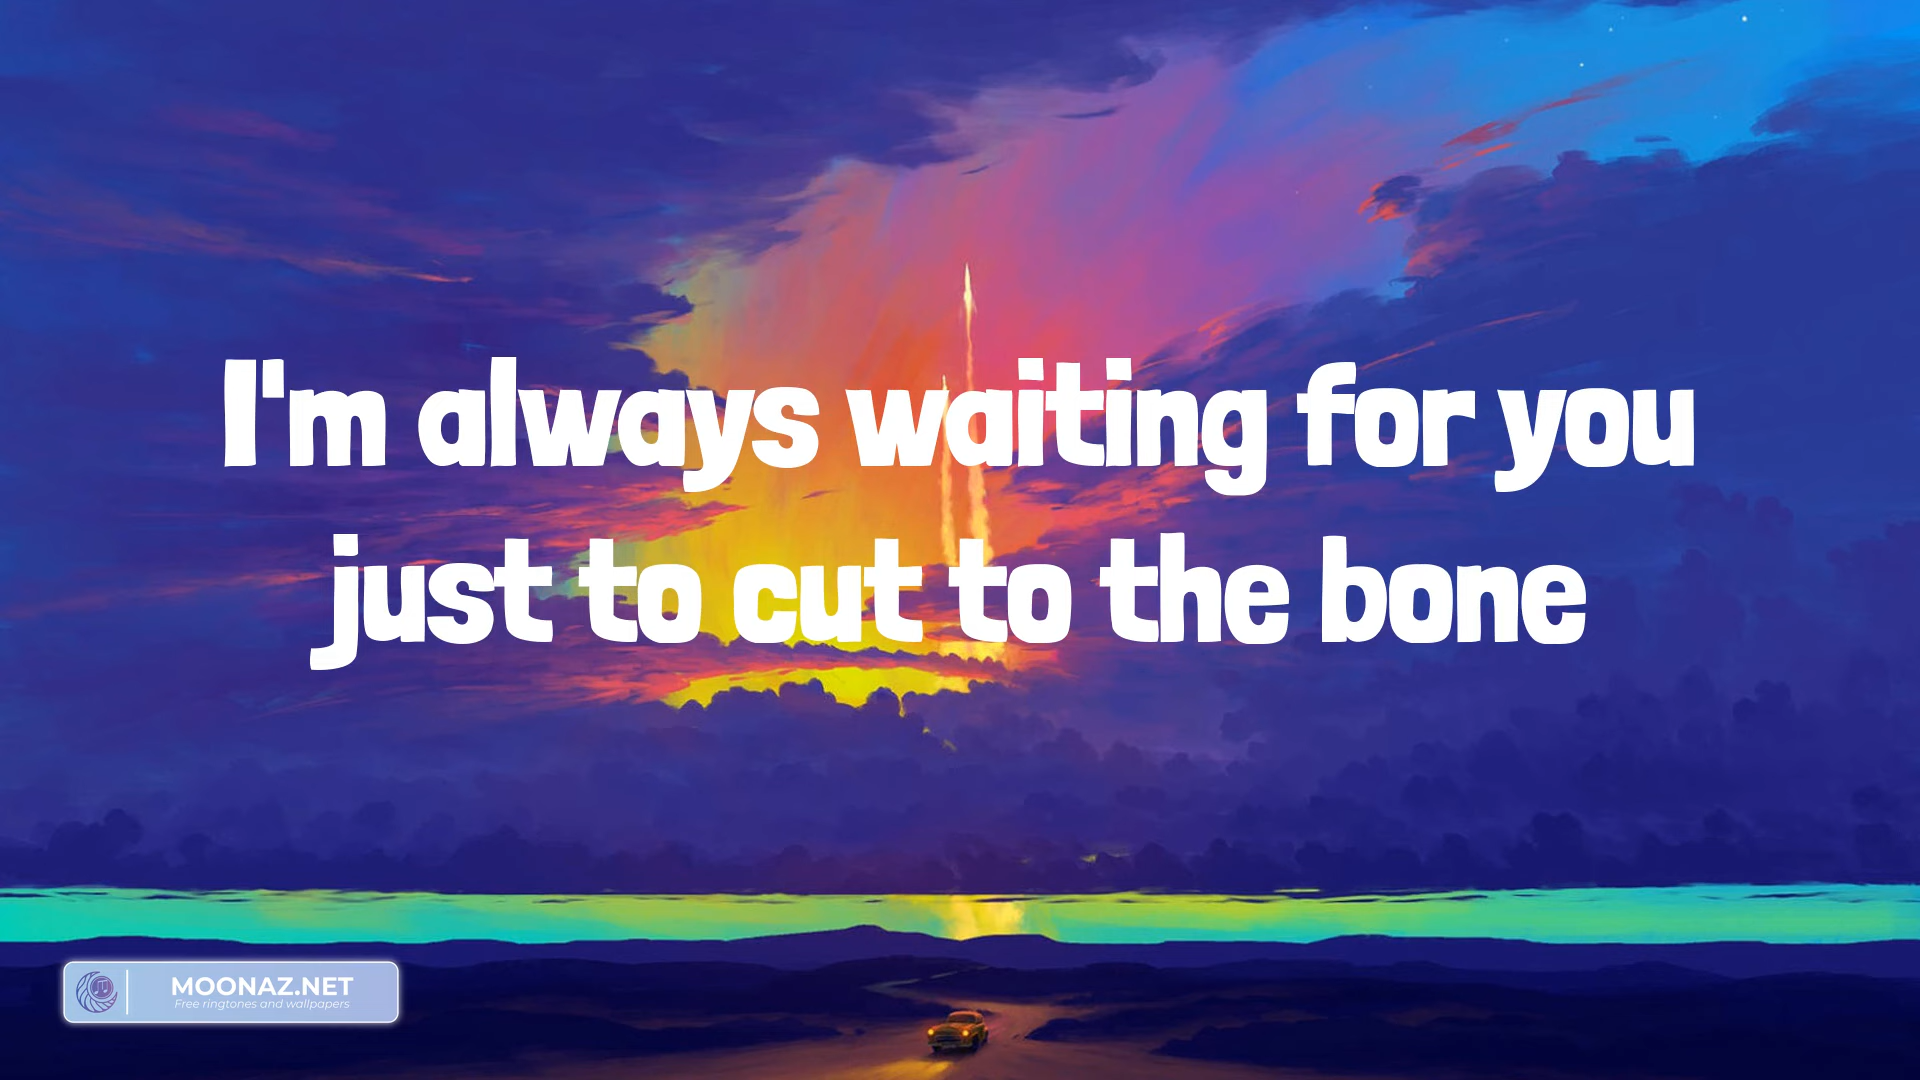 I'm always waiting for you
just to cut to the bone
MOONAZ.NET
Free ringtones and wallpapers